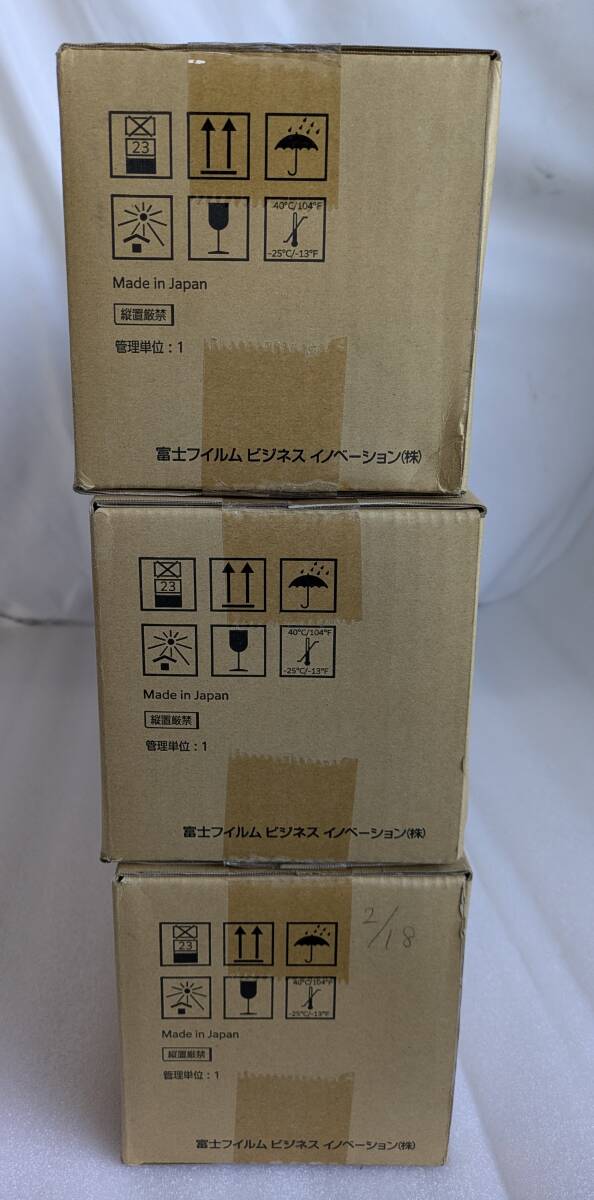 23
40°C/104°F
-25°C/-13°F
Made in Japan
縦置厳禁
管理単位：1
富士フイルム ビジネス イノベーション(株)
23
40°C/104°F
-25°C/-13°F
Made in Japan
縦置厳禁
管理単位：1
富士フイルム ビジネス イノベーション(株)
2/18
23
40°C/104°F
-25°C/-13°F
Made in Japan
縦置厳禁
管理単位：1
富士フイルム ビジネス イノベーション(株)